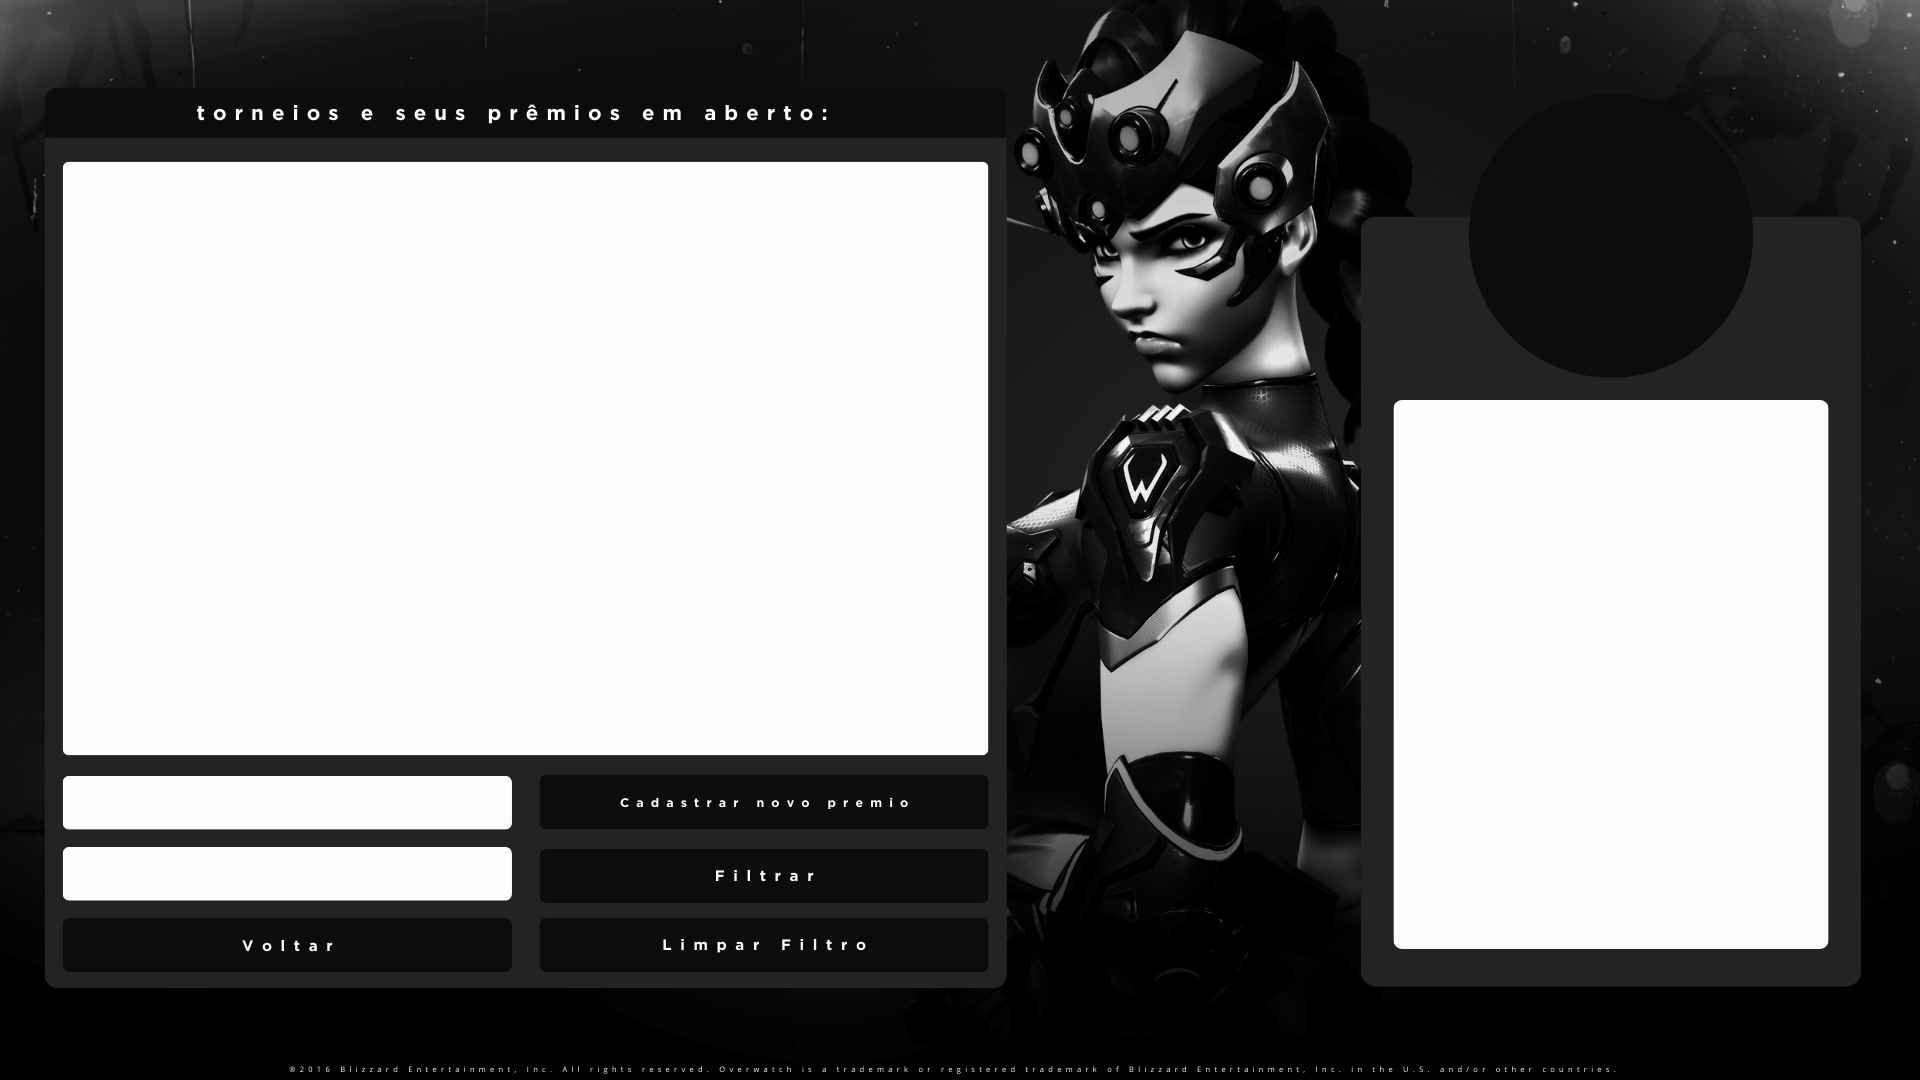 torneios e seus prêmios em aberto:
Cadastrar novo premio
Filtrar
Voltar
Limpar Filtro
©2016 Blizzard Entertainment, Inc. All rights reserved. Overwatch is a trademark or registered trademark of Blizzard Entertainment, Inc. in the U.S. and/or other countries.